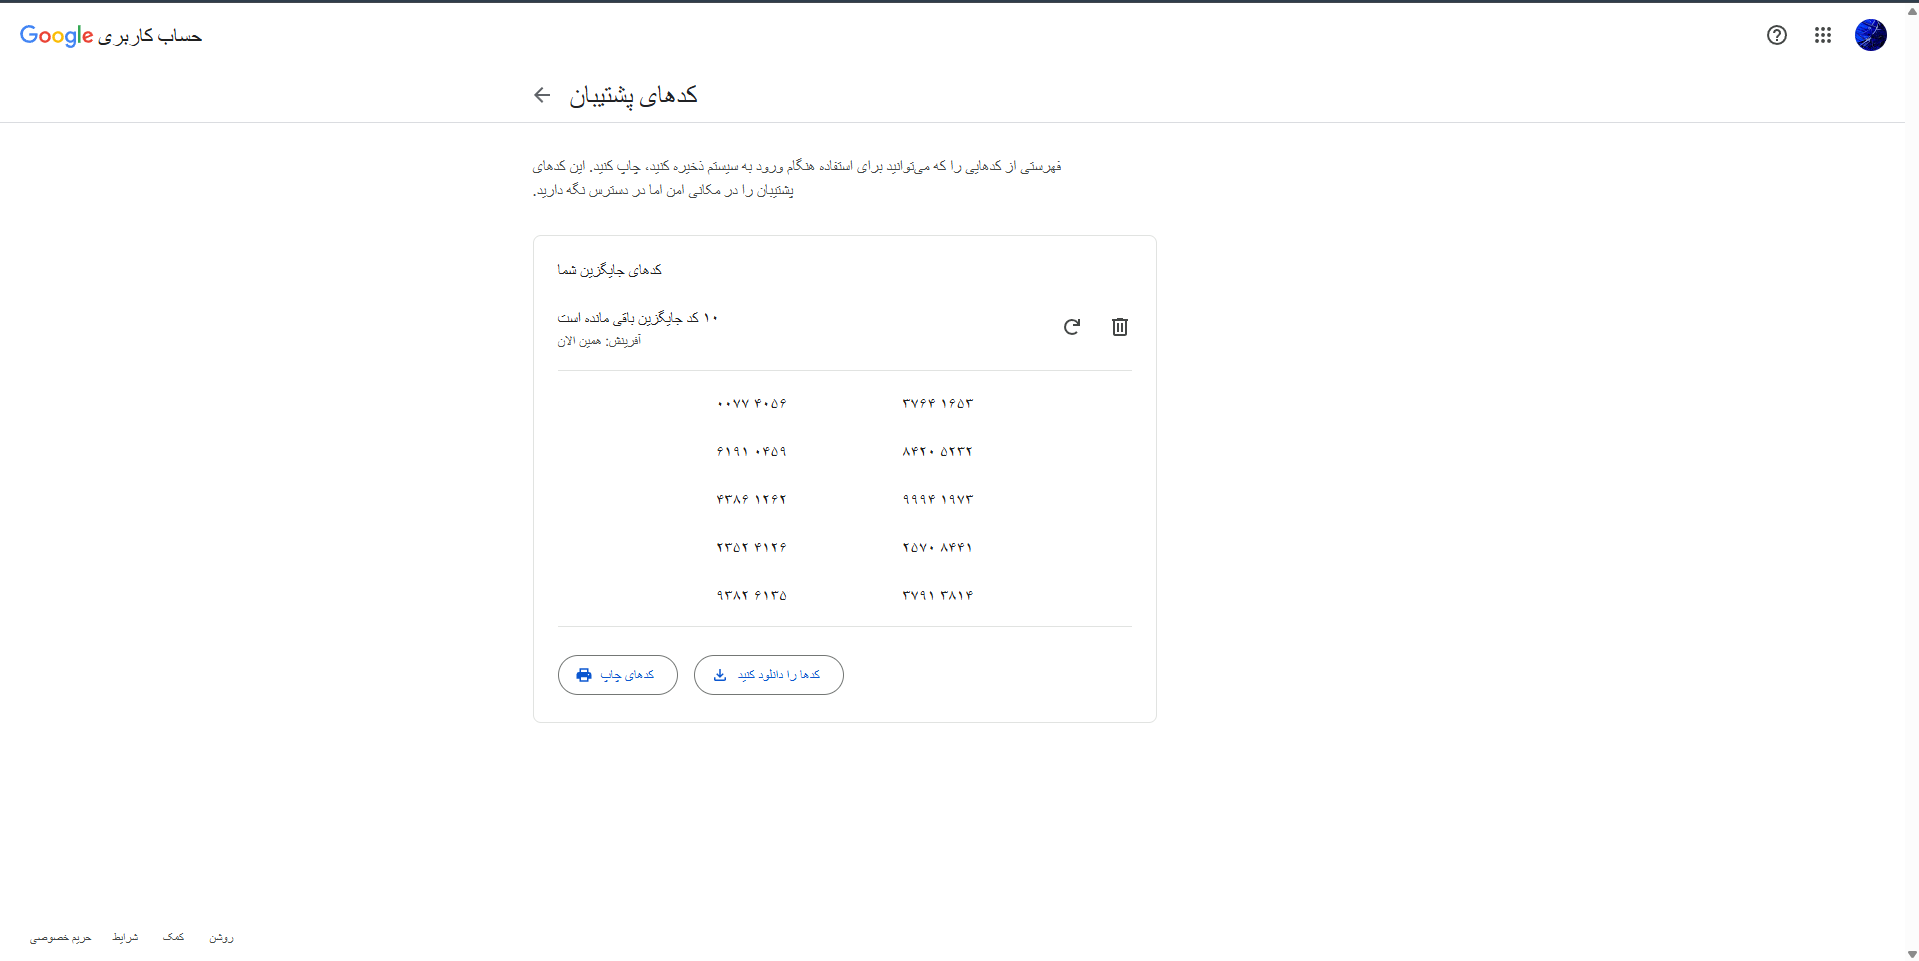 Google حساب کاربری
کدهای پشتیبان
فهرستی از کدهایی را که می‌توانید برای استفاده هنگام ورود به سیستم ذخیره کنید، چاپ کنید. این کدهای
پشتیبان را در مکانی امن اما در دسترس نگه دارید.
کدهای جایگزین شما
۱۰ کد جایگزین باقی مانده است
آفرینش: همین الان
۰۰۷۷ ۴۰۵۶
۳۷۶۴ ۱۶۵۳
۶۱۹۱ ۰۴۵۹
۸۴۲۰ ۵۲۳۲
۴۳۸۶ ۱۲۶۲
۹۹۹۴ ۱۹۷۳
۲۳۵۲ ۴۱۲۶
۲۵۷۰ ۸۴۴۱
۹۳۸۲ ۶۱۳۵
۳۷۹۱ ۳۸۱۴
کدهای چاپ
کدها را دانلود کنید
حریم خصوصی
شرایط
کمک
روشن